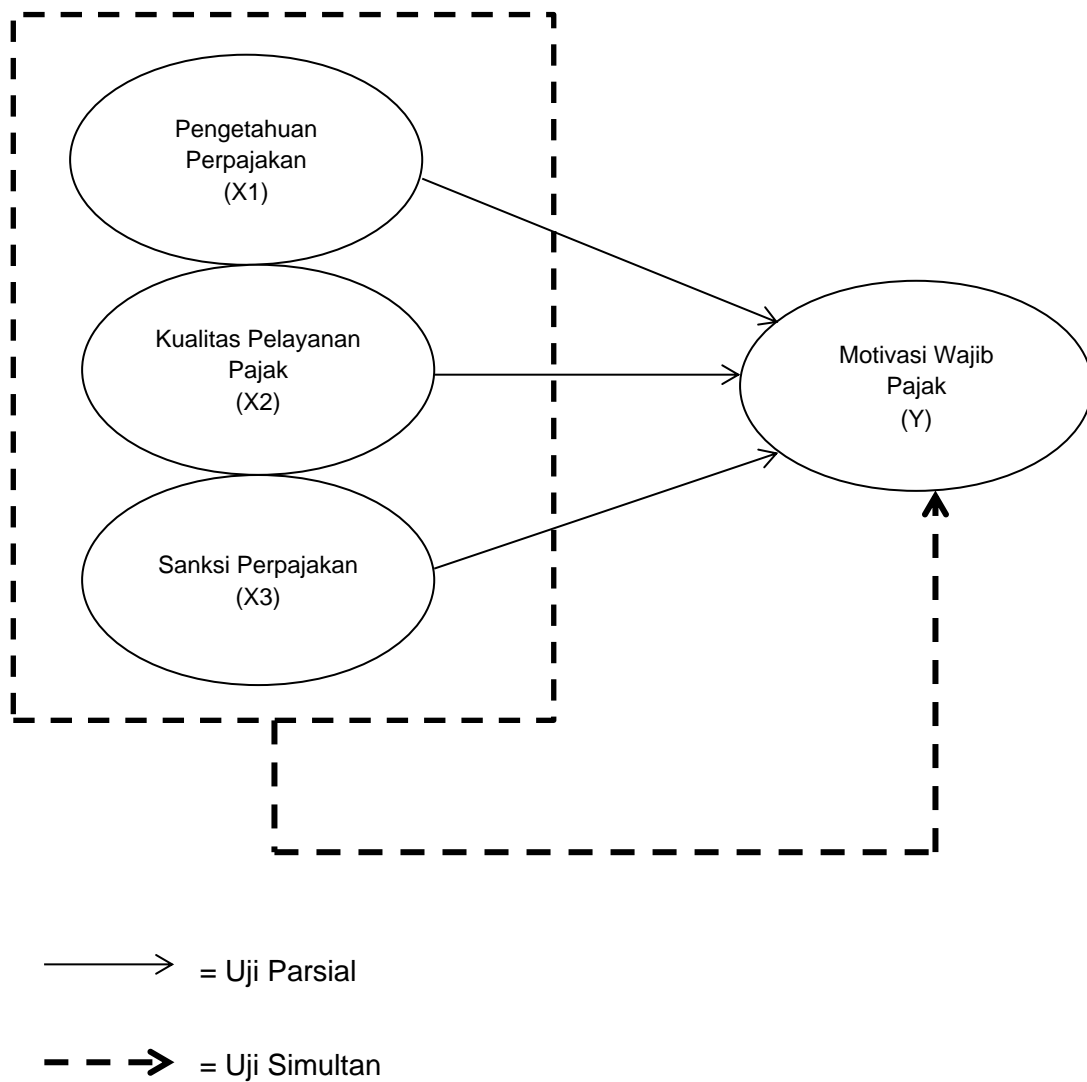 Pengetahuan
Perpajakan
(X1)
Kualitas Pelayanan
Pajak
(X2)
Sanksi Perpajakan
(X3)
Motivasi Wajib
Pajak
(Y)
= Uji Parsial
= Uji Simultan